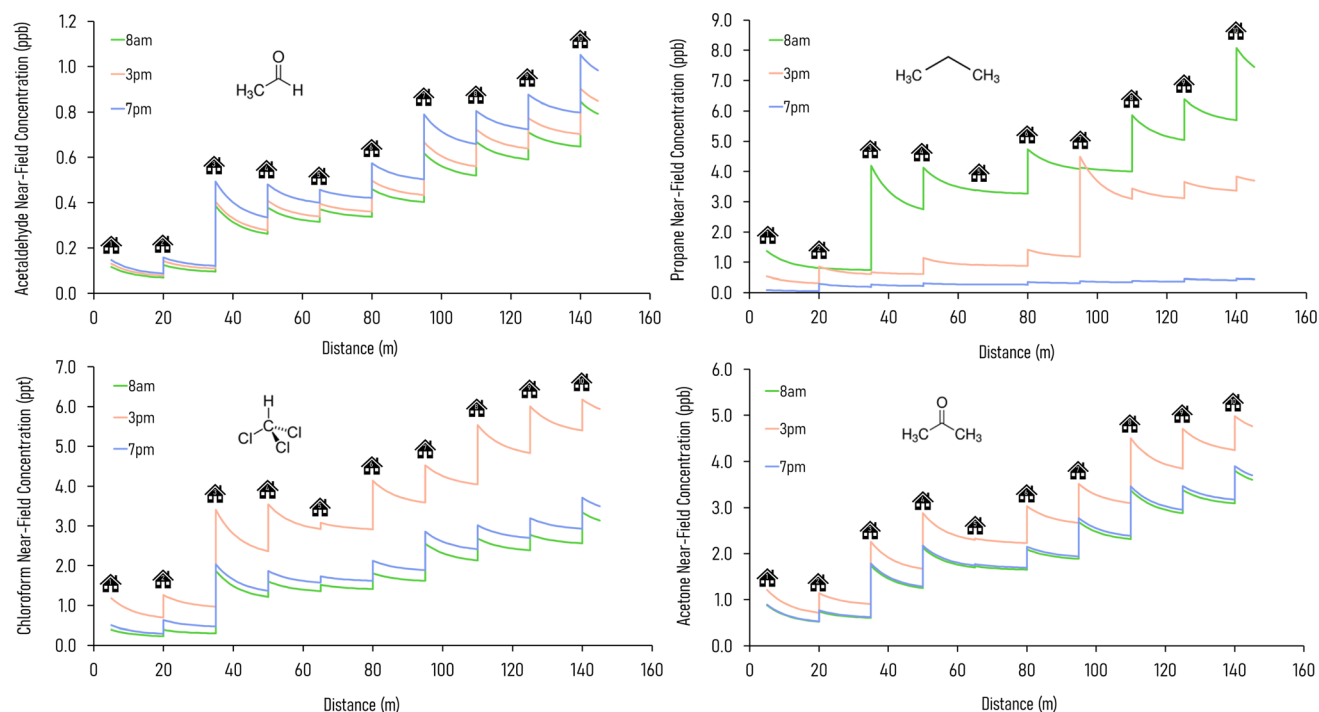 Acetaldehyde Near-Field Concentration (ppb)
1.2
1.0
0.8
0.6
0.4
0.2
0.0
8am
3pm
7pm
O
H₃C H
0 20 40 60 80 100 120 140 160
Distance (m)
Propane Near-Field Concentration (ppb)
9.0
8.0
7.0
6.0
5.0
4.0
3.0
2.0
1.0
0.0
8am
3pm
7pm
H₃C CH₃
0 20 40 60 80 100 120 140 160
Distance (m)
Chloroform Near-Field Concentration (ppt)
7.0
6.0
5.0
4.0
3.0
2.0
1.0
0.0
8am
3pm
7pm
H
C
Cl Cl
Cl
0 20 40 60 80 100 120 140 160
Distance (m)
Acetone Near-Field Concentration (ppb)
6.0
5.0
4.0
3.0
2.0
1.0
0.0
8am
3pm
7pm
O
H₃C CH₃
0 20 40 60 80 100 120 140 160
Distance (m)